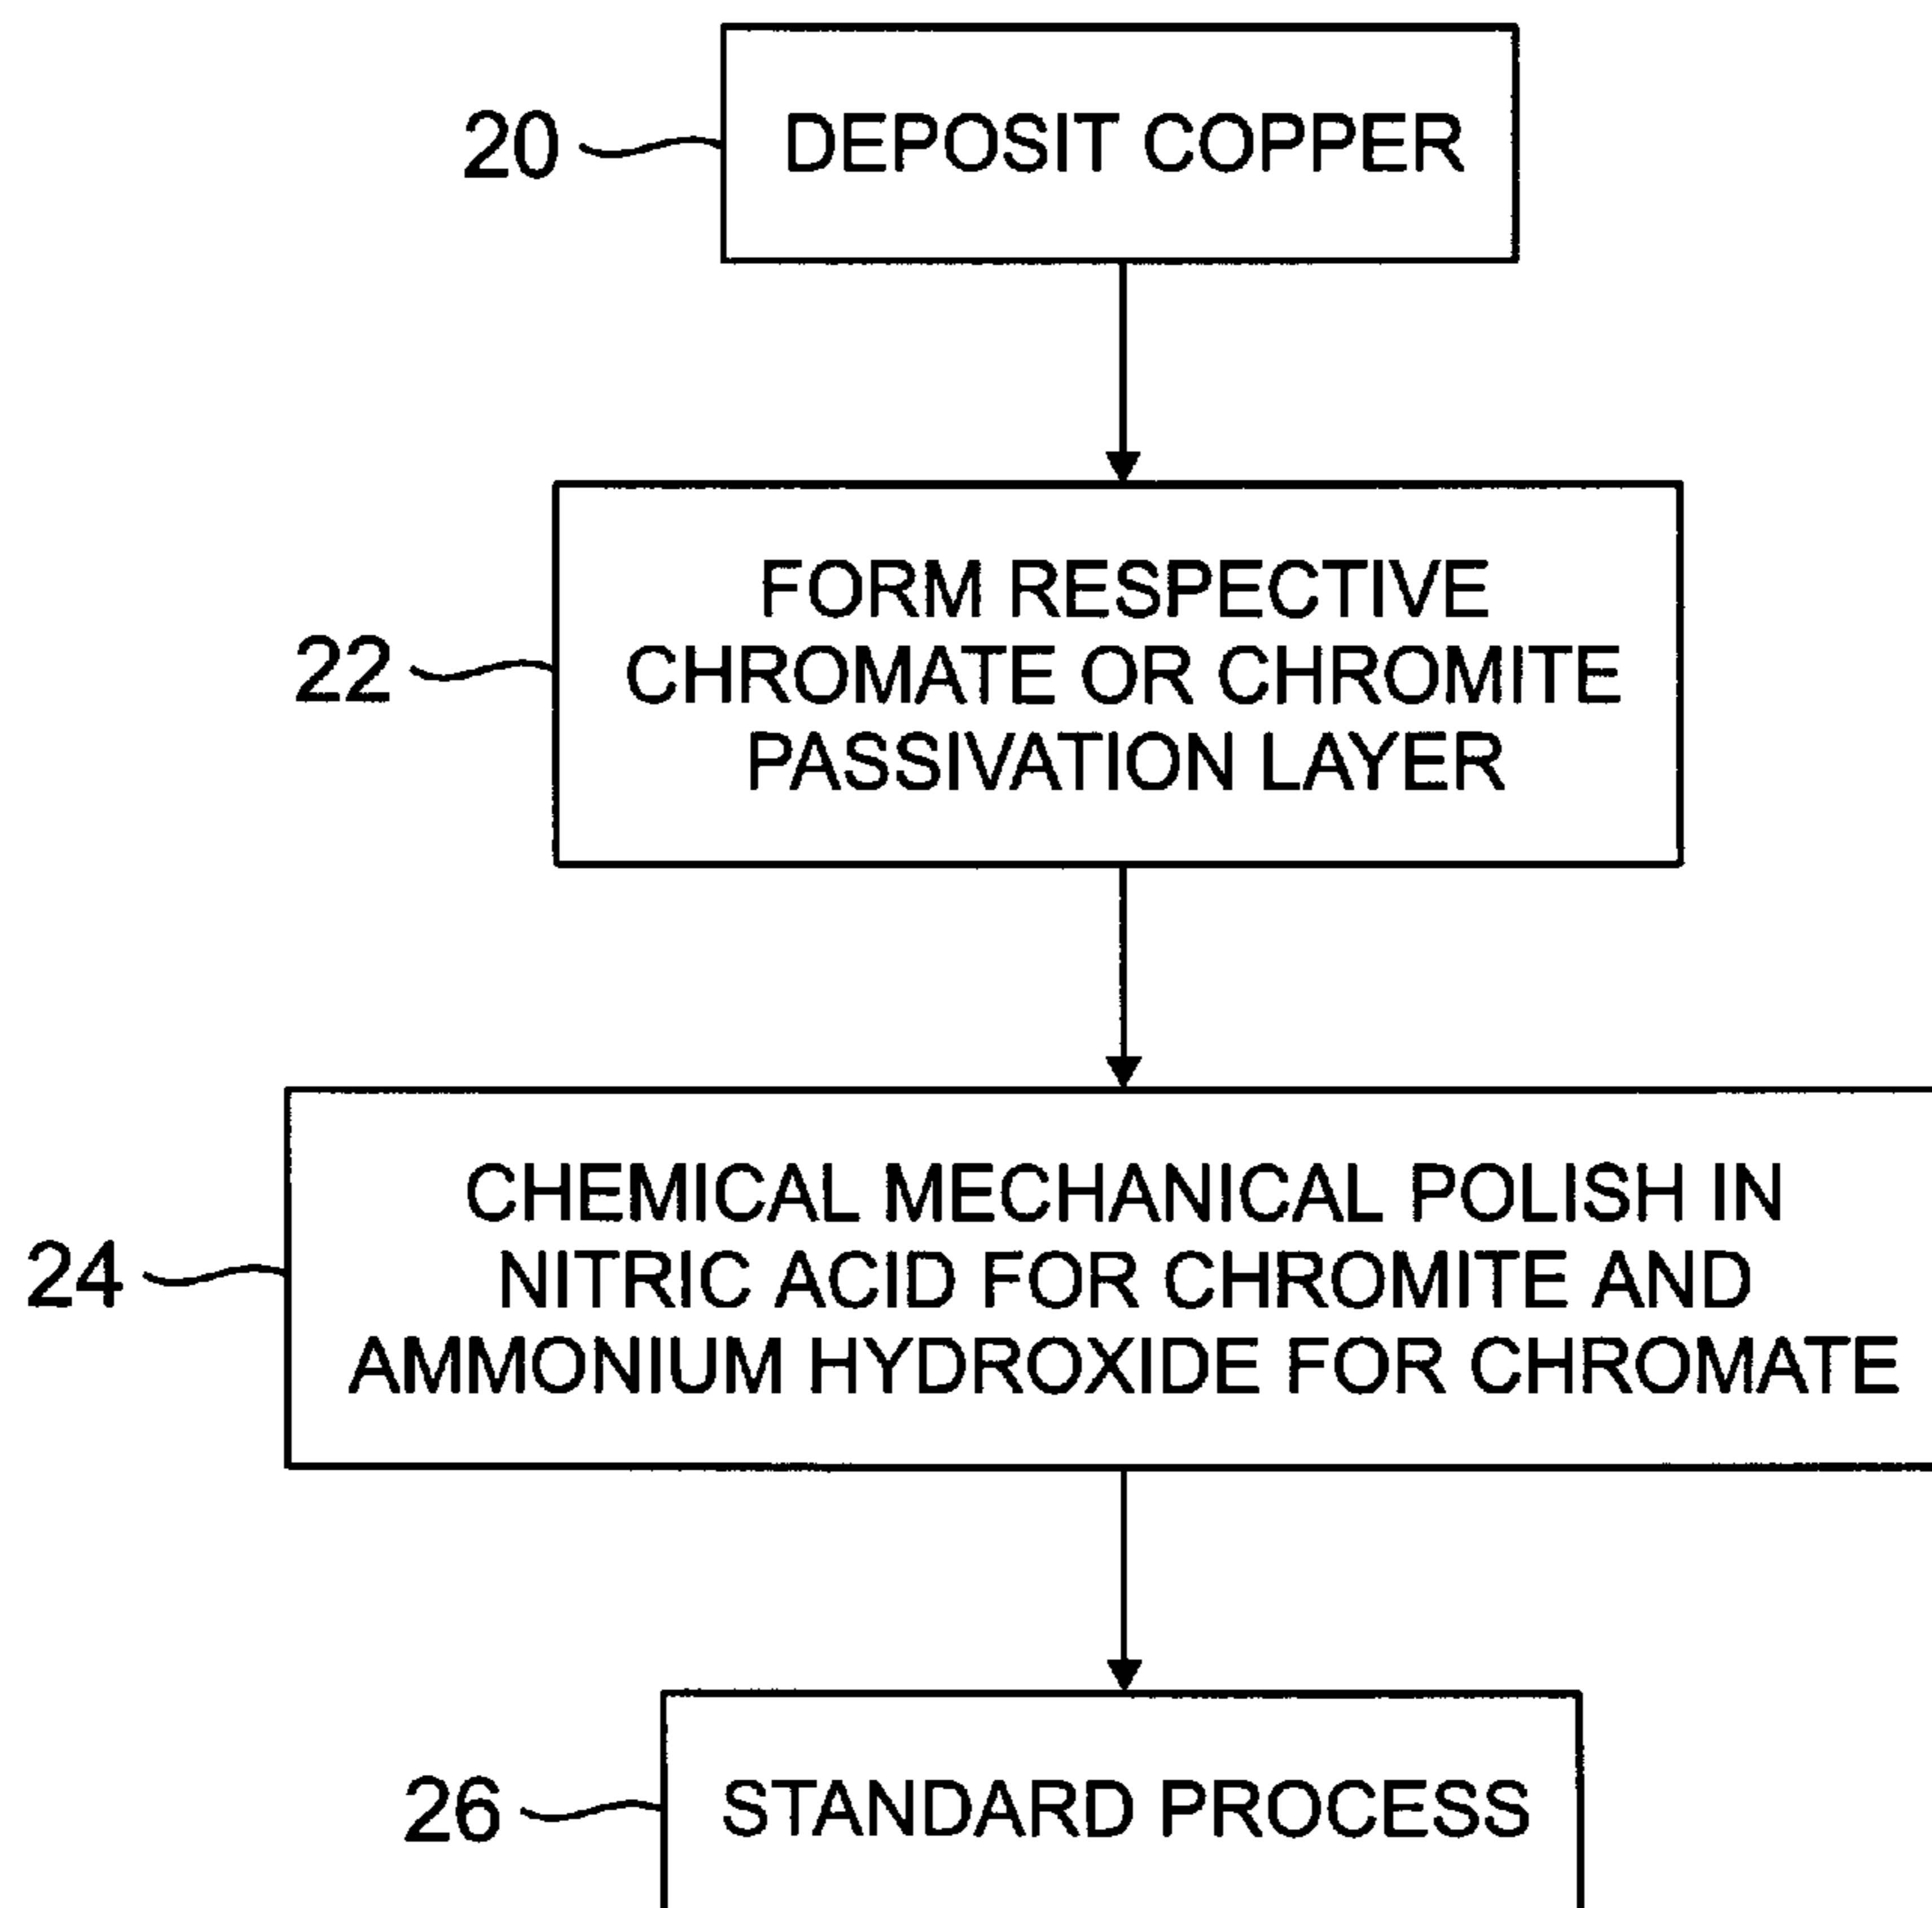 20 DEPOSIT COPPER
FORM RESPECTIVE
22 CHROMATE OR CHROMITE
PASSIVATION LAYER
CHEMICAL MECHANICAL POLISH IN
24 NITRIC ACID FOR CHROMITE AND
AMMONIUM HYDROXIDE FOR CHROMATE
26 STANDARD PROCESS